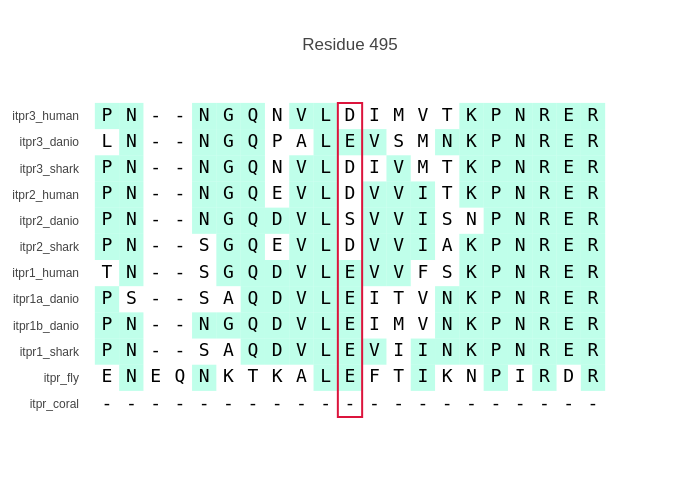 Residue 495
itpr3_human P N - - N G Q N V L D I M V T K P N R E R
itpr3_danio L N - - N G Q P A L E V S M N K P N R E R
itpr3_shark P N - - N G Q N V L D I V M T K P N R E R
itpr2_human P N - - N G Q E V L D V V I T K P N R E R
itpr2_danio P N - - N G Q D V L S V V I S N P N R E R
itpr2_shark P N - - S G Q E V L D V V I A K P N R E R
itpr1_human T N - - S G Q D V L E V V F S K P N R E R
itpr1a_danio P S - - S A Q D V L E I T V N K P N R E R
itpr1b_danio P N - - N G Q D V L E I M V N K P N R E R
itpr1_shark P N - - S A Q D V L E V I I N K P N R E R
itpr_fly E N E Q N K T K A L E F T I K N P I R D R
itpr_coral - - - - - - - - - - - - - - - - - - - - -